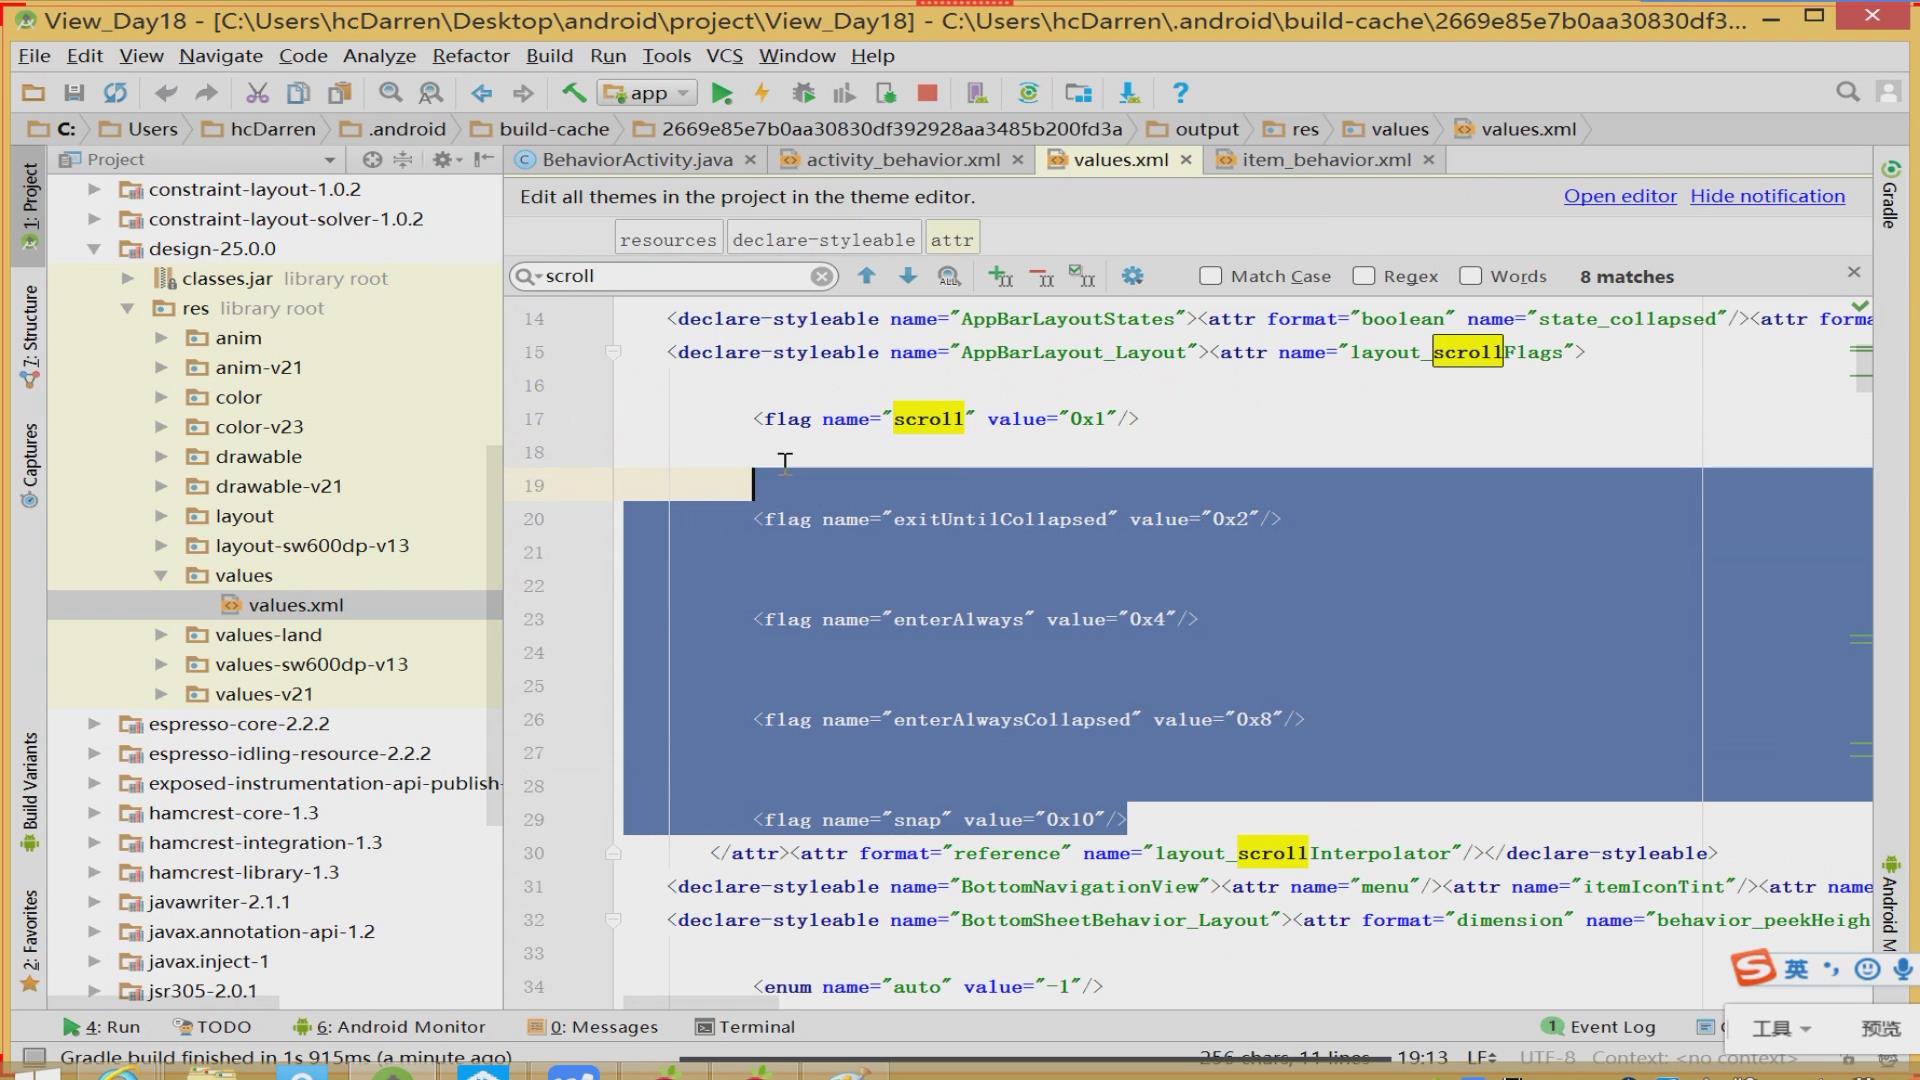 View_Day18 - [C:\Users\hcDarren\Desktop\android\project\View_Day18] - C:\Users\hcDarren\.android\build-cache\2669e85e7b0aa30830df3...
File Edit View Navigate Code Analyze Refactor Build Run Tools VCS Window Help
app
C: Users hcDarren .android build-cache 2669e85e7b0aa30830df392928aa3485b200fd3a output res values values.xml
Project
BehaviorActivity.java activity_behavior.xml values.xml item_behavior.xml
Edit all themes in the project in the theme editor. Open editor Hide notification
resources declare-styleable attr
scroll Match Case Regex Words 8 matches
1: Project
7: Structure
Captures
Build Variants
2: Favorites
constraint-layout-1.0.2
constraint-layout-solver-1.0.2
design-25.0.0
classes.jar library root
res library root
anim
anim-v21
color
color-v23
drawable
drawable-v21
layout
layout-sw600dp-v13
values
values.xml
values-land
values-sw600dp-v13
values-v21
espresso-core-2.2.2
espresso-idling-resource-2.2.2
exposed-instrumentation-api-publish-
hamcrest-core-1.3
hamcrest-integration-1.3
hamcrest-library-1.3
javawriter-2.1.1
javax.annotation-api-1.2
javax.inject-1
jsr305-2.0.1
14 <declare-styleable name="AppBarLayoutStates"><attr format="boolean" name="state_collapsed"/><attr forma
15 <declare-styleable name="AppBarLayout_Layout"><attr name="layout_scrollFlags">
16
17 <flag name="scroll" value="0x1"/>
18
19
20 <flag name="exitUntilCollapsed" value="0x2"/>
21
22
23 <flag name="enterAlways" value="0x4"/>
24
25
26 <flag name="enterAlwaysCollapsed" value="0x8"/>
27
28
29 <flag name="snap" value="0x10"/>
30 </attr><attr format="reference" name="layout_scrollInterpolator"/></declare-styleable>
31 <declare-styleable name="BottomNavigationView"><attr name="menu"/><attr name="itemIconTint"/><attr name
32 <declare-styleable name="BottomSheetBehavior_Layout"><attr format="dimension" name="behavior_peekHeigh
33
34 <enum name="auto" value="-1"/>
Gradle
Android M
英
工具 预览
4: Run TODO 6: Android Monitor 0: Messages Terminal 1 Event Log
Gradle build finished in 1s 915ms (a minute ago) 256 chars, 11 lines 19:13 LF UTF-8 Context: <no context>